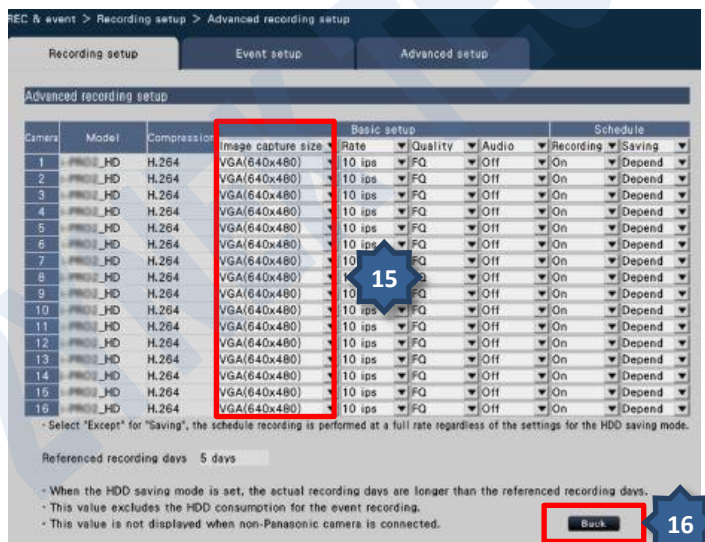 REC & event > Recording setup > Advanced recording setup
Recording setup Event setup Advanced setup
Advanced recording setup
Basic setup Schedule
Camera Model Compression Image capture size Rate Quality Audio Recording Saving
1 _HD H.264 VGA(640x480) 10 ips FQ Off On Depend
2 _HD H.264 VGA(640x480) 10 ips FQ Off On Depend
3 _HD H.264 VGA(640x480) 10 ips FQ Off On Depend
4 _HD H.264 VGA(640x480) 10 ips FQ Off On Depend
5 _HD H.264 VGA(640x480) 10 ips FQ Off On Depend
6 _HD H.264 VGA(640x480) 10 ips FQ Off On Depend
7 _HD H.264 VGA(640x480) FQ Off On Depend
8 _HD H.264 VGA(640x480) FQ Off On Depend
15
9 _HD H.264 VGA(640x480) 10 FQ Off On Depend
10 _HD H.264 VGA(640x480) 10 ips FQ Off On Depend
11 _HD H.264 VGA(640x480) 10 ips FQ Off On Depend
12 _HD H.264 VGA(640x480) 10 ips FQ Off On Depend
13 _HD H.264 VGA(640x480) 10 ips FQ Off On Depend
14 _HD H.264 VGA(640x480) 10 ips FQ Off On Depend
15 _HD H.264 VGA(640x480) 10 ips FQ Off On Depend
16 _HD H.264 VGA(640x480) 10 ips FQ Off On Depend
· Select "Except" for "Saving", the schedule recording is performed at a full rate regardless of the settings for the HDD saving mode.
Referenced recording days 5 days
· When the HDD saving mode is set, the actual recording days are longer than the referenced recording days.
· This value excludes the HDD consumption for the event recording.
· This value is not displayed when non-Panasonic camera is connected.
Back 16